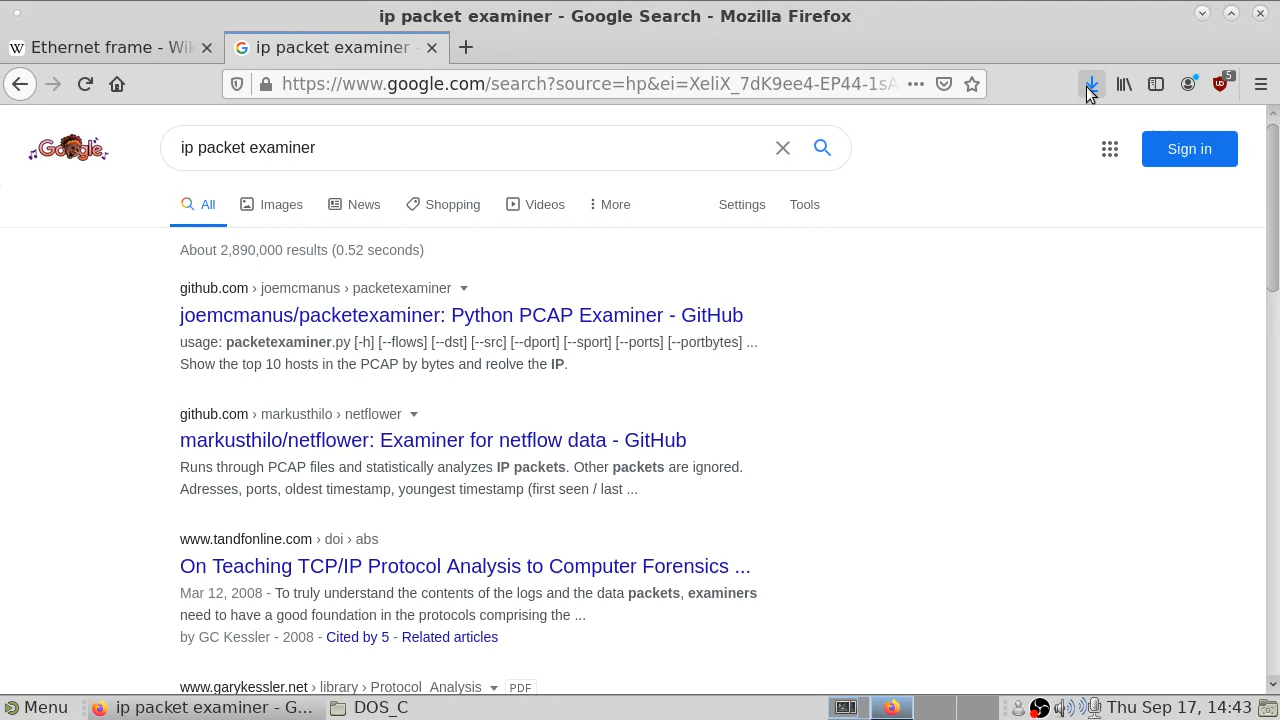 ip packet examiner - Google Search - Mozilla Firefox
Ethernet frame - Wik
ip packet examiner -
https://www.google.com/search?source=hp&ei=XeliX_7dK9ee4-EP44-1sA
5
Google
ip packet examiner
Sign in
All
Images
News
Shopping
Videos
More
Settings
Tools
About 2,890,000 results (0.52 seconds)
github.com › joemcmanus › packetexaminer
joemcmanus/packetexaminer: Python PCAP Examiner - GitHub
usage: packetexaminer.py [-h] [--flows] [--dst] [--src] [--dport] [--sport] [--ports] [--portbytes] ...
Show the top 10 hosts in the PCAP by bytes and reolve the IP.
github.com › markusthilo › netflower
markusthilo/netflower: Examiner for netflow data - GitHub
Runs through PCAP files and statistically analyzes IP packets. Other packets are ignored.
Adresses, ports, oldest timestamp, youngest timestamp (first seen / last ...
www.tandfonline.com › doi › abs
On Teaching TCP/IP Protocol Analysis to Computer Forensics ...
Mar 12, 2008 - To truly understand the contents of the logs and the data packets, examiners
need to have a good foundation in the protocols comprising the ...
by GC Kessler - 2008 - Cited by 5 - Related articles
www.garykessler.net › library › Protocol_Analysis PDF
Menu
ip packet examiner - G...
DOS_C
Thu Sep 17, 14:43